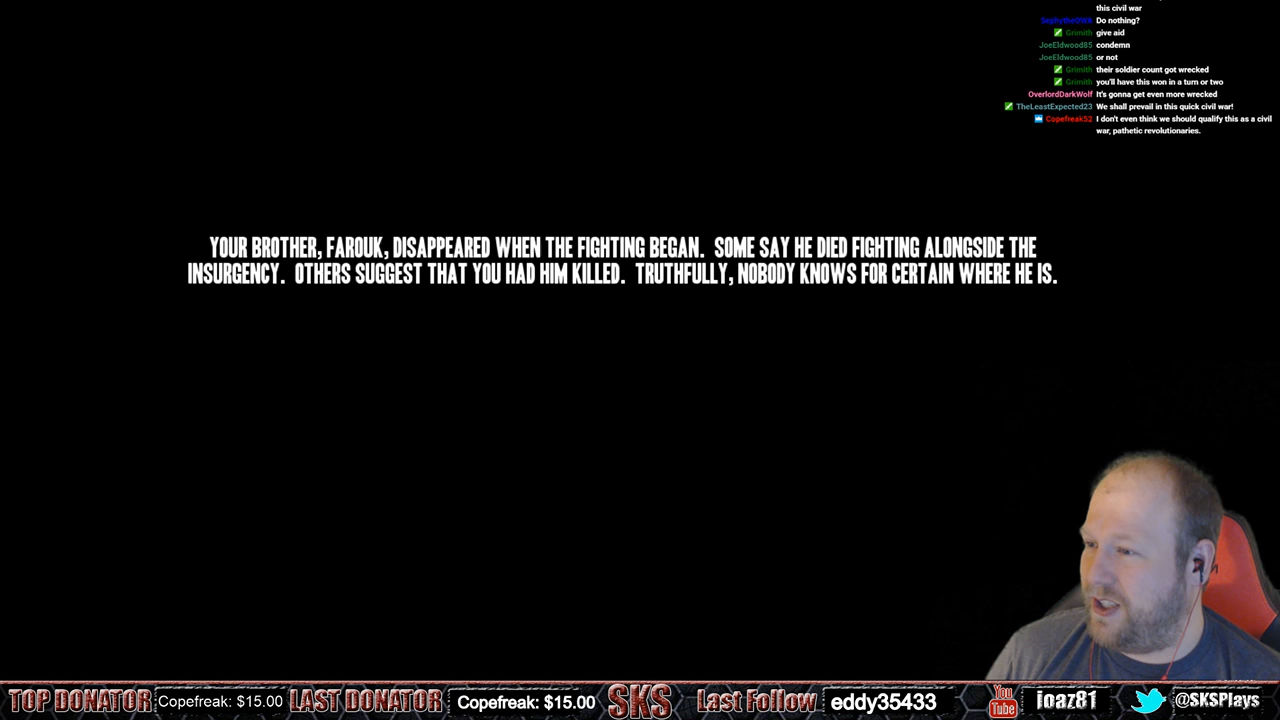 this civil war
SephytheOWA Do nothing?
Grimith give aid
JoeEldwood85 condemn
JoeEldwood85 or not
Grimith their soldier count got wrecked
Grimith you'll have this won in a turn or two
OverlordDarkWolf It's gonna get even more wrecked
TheLeastExpected23 We shall prevail in this quick civil war!
Copefreak52 I don't even think we should qualify this as a civil
war, pathetic revolutionaries.
YOUR BROTHER, FAROUK, DISAPPEARED WHEN THE FIGHTING BEGAN. SOME SAY HE DIED FIGHTING ALONGSIDE THE
INSURGENCY. OTHERS SUGGEST THAT YOU HAD HIM KILLED. TRUTHFULLY, NOBODY KNOWS FOR CERTAIN WHERE HE IS.
TOP DONATOR Copefreak: $15.00 LAST DONATOR Copefreak: $15.00 SKS Last Follow eddy35433 You Tube joaz81 @SKSPlays